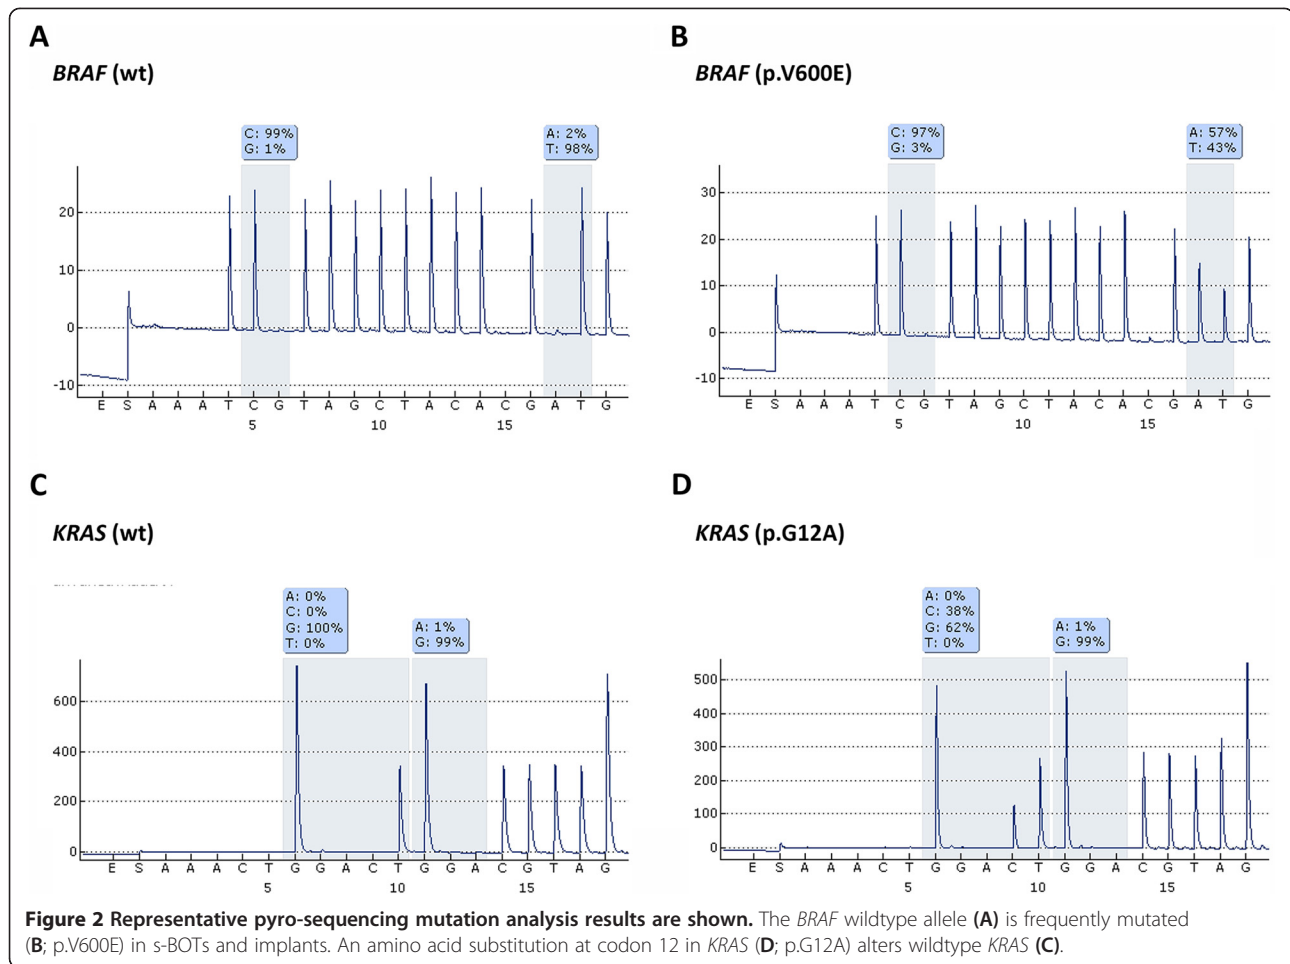 A
BRAF (wt)
C: 99%
G: 1%
A: 2%
T: 98%
20
10
0
-10
E S A A A T C G T A G C T A C A C G A T G
5 10 15
B
BRAF (p.V600E)
C: 97%
G: 3%
A: 57%
T: 43%
30
20
10
0
-10
E S A A A T C G T A G C T A C A C G A T G
5 10 15
C
KRAS (wt)
A: 0%
C: 0%
G: 100%
T: 0%
A: 1%
G: 99%
600
400
200
0
E S A A A C T G G A C T G G A C G T A G
5 10 15
D
KRAS (p.G12A)
A: 0%
C: 38%
G: 62%
T: 0%
A: 1%
G: 99%
500
400
300
200
100
0
E S A A A C T G G A C T G G A C G T A G
5 10 15
Figure 2 Representative pyro-sequencing mutation analysis results are shown. The BRAF wildtype allele (A) is frequently mutated
(B; p.V600E) in s-BOTs and implants. An amino acid substitution at codon 12 in KRAS (D; p.G12A) alters wildtype KRAS (C).